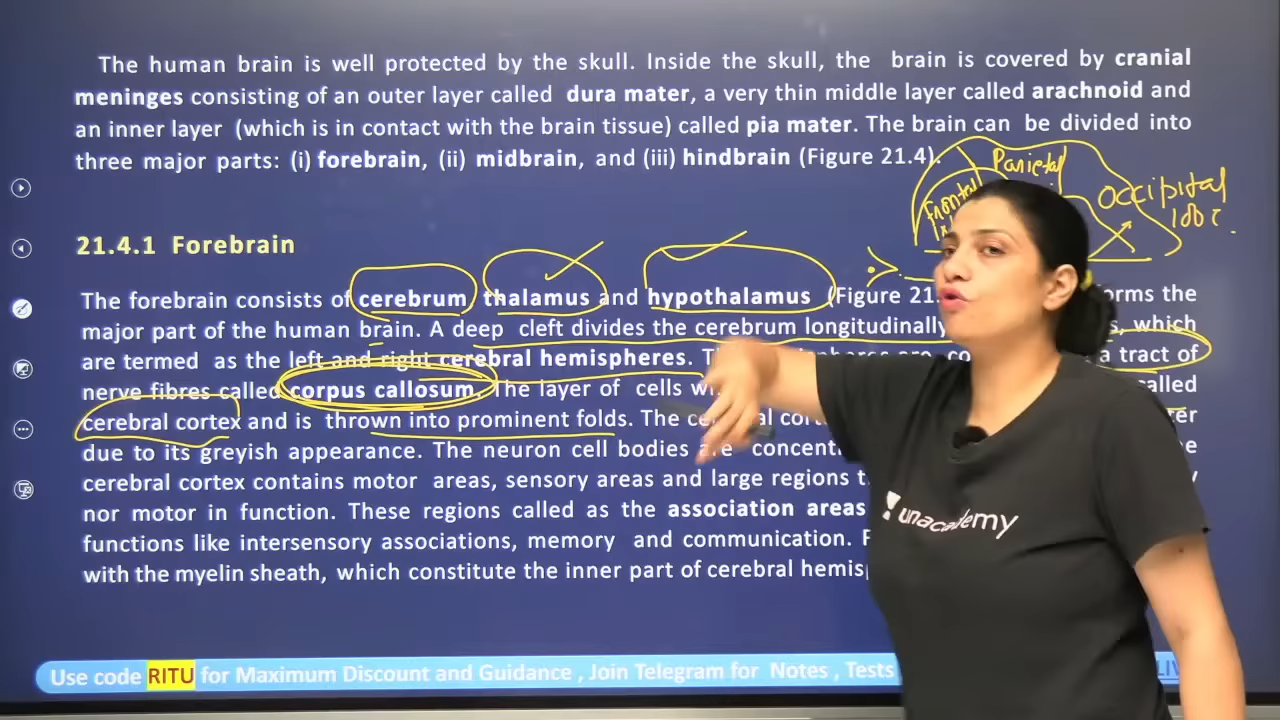 The human brain is well protected by the skull. Inside the skull, the brain is covered by cranial
meninges consisting of an outer layer called dura mater, a very thin middle layer called arachnoid and
an inner layer (which is in contact with the brain tissue) called pia mater. The brain can be divided into
three major parts: (i) forebrain, (ii) midbrain, and (iii) hindbrain (Figure 21.4).
Parietal
Frontal
Occipital
lobe
21.4.1 Forebrain
The forebrain consists of cerebrum, thalamus and hypothalamus (Figure 21. forms the
major part of the human brain. A deep cleft divides the cerebrum longitudinally which
are termed as the left and right cerebral hemispheres. a tract of
nerve fibres called corpus callosum. The layer of cells called
cerebral cortex and is thrown into prominent folds. The
due to its greyish appearance. The neuron cell bodies are
cerebral cortex contains motor areas, sensory areas and large regions
nor motor in function. These regions called as the association areas
functions like intersensory associations, memory and communication.
with the myelin sheath, which constitute the inner part of cerebral
unacademy
Use code RITU for Maximum Discount and Guidance , Join Telegram for Notes , Tests